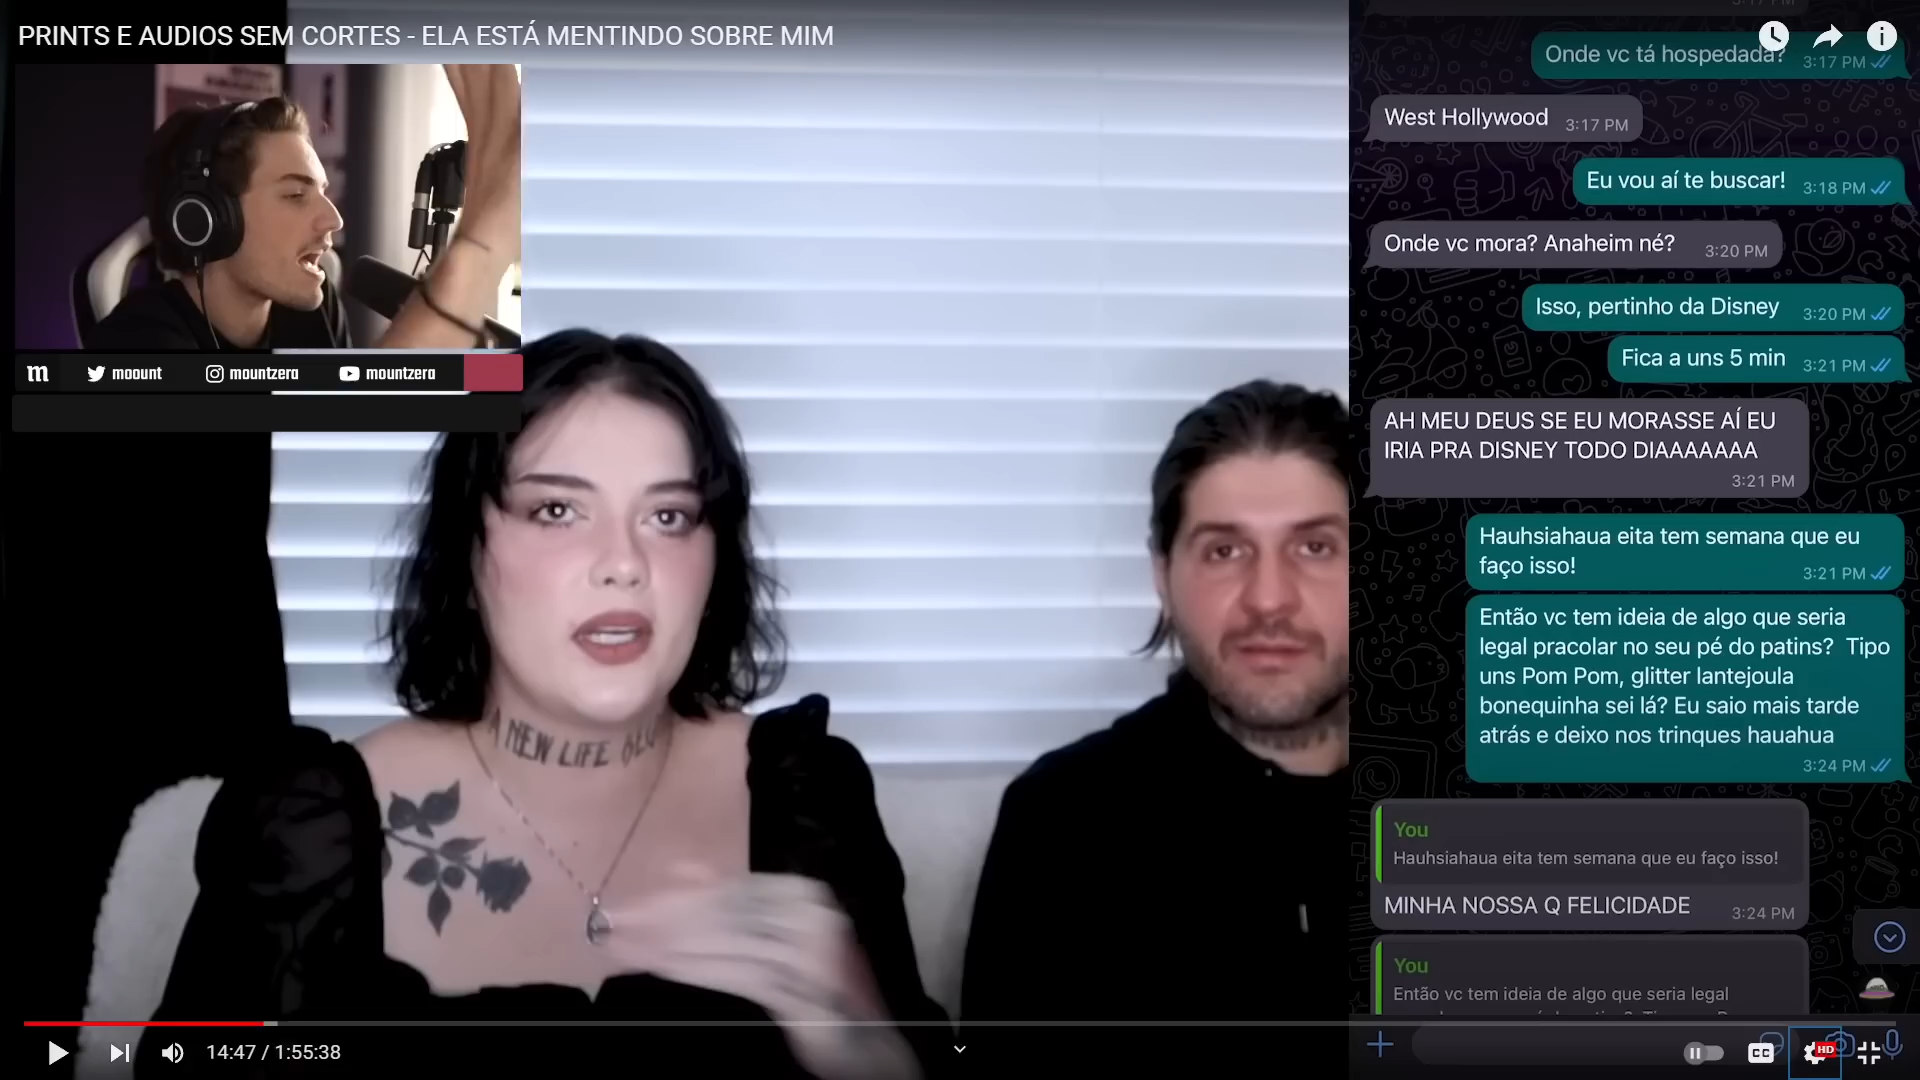 PRINTS E AUDIOS SEM CORTES - ELA ESTÁ MENTINDO SOBRE MIM
m moount mountzera mountzera
A NEW LIFE
3:17 PM
Onde vc tá hospedada? 3:17 PM
West Hollywood 3:17 PM
Eu vou aí te buscar! 3:18 PM
Onde vc mora? Anaheim né? 3:20 PM
Isso, pertinho da Disney 3:20 PM
Fica a uns 5 min 3:21 PM
AH MEU DEUS SE EU MORASSE AÍ EU
IRIA PRA DISNEY TODO DIAAAAAAA
3:21 PM
Hauhsiahaua eita tem semana que eu
faço isso! 3:21 PM
Então vc tem ideia de algo que seria
legal pracolar no seu pé do patins? Tipo
uns Pom Pom, glitter lantejoula
bonequinha sei lá? Eu saio mais tarde
atrás e deixo nos trinques hauahua
3:24 PM
You
Hauhsiahaua eita tem semana que eu faço isso!
MINHA NOSSA Q FELICIDADE 3:24 PM
You
Então vc tem ideia de algo que seria legal
14:47 / 1:55:38
CC HD